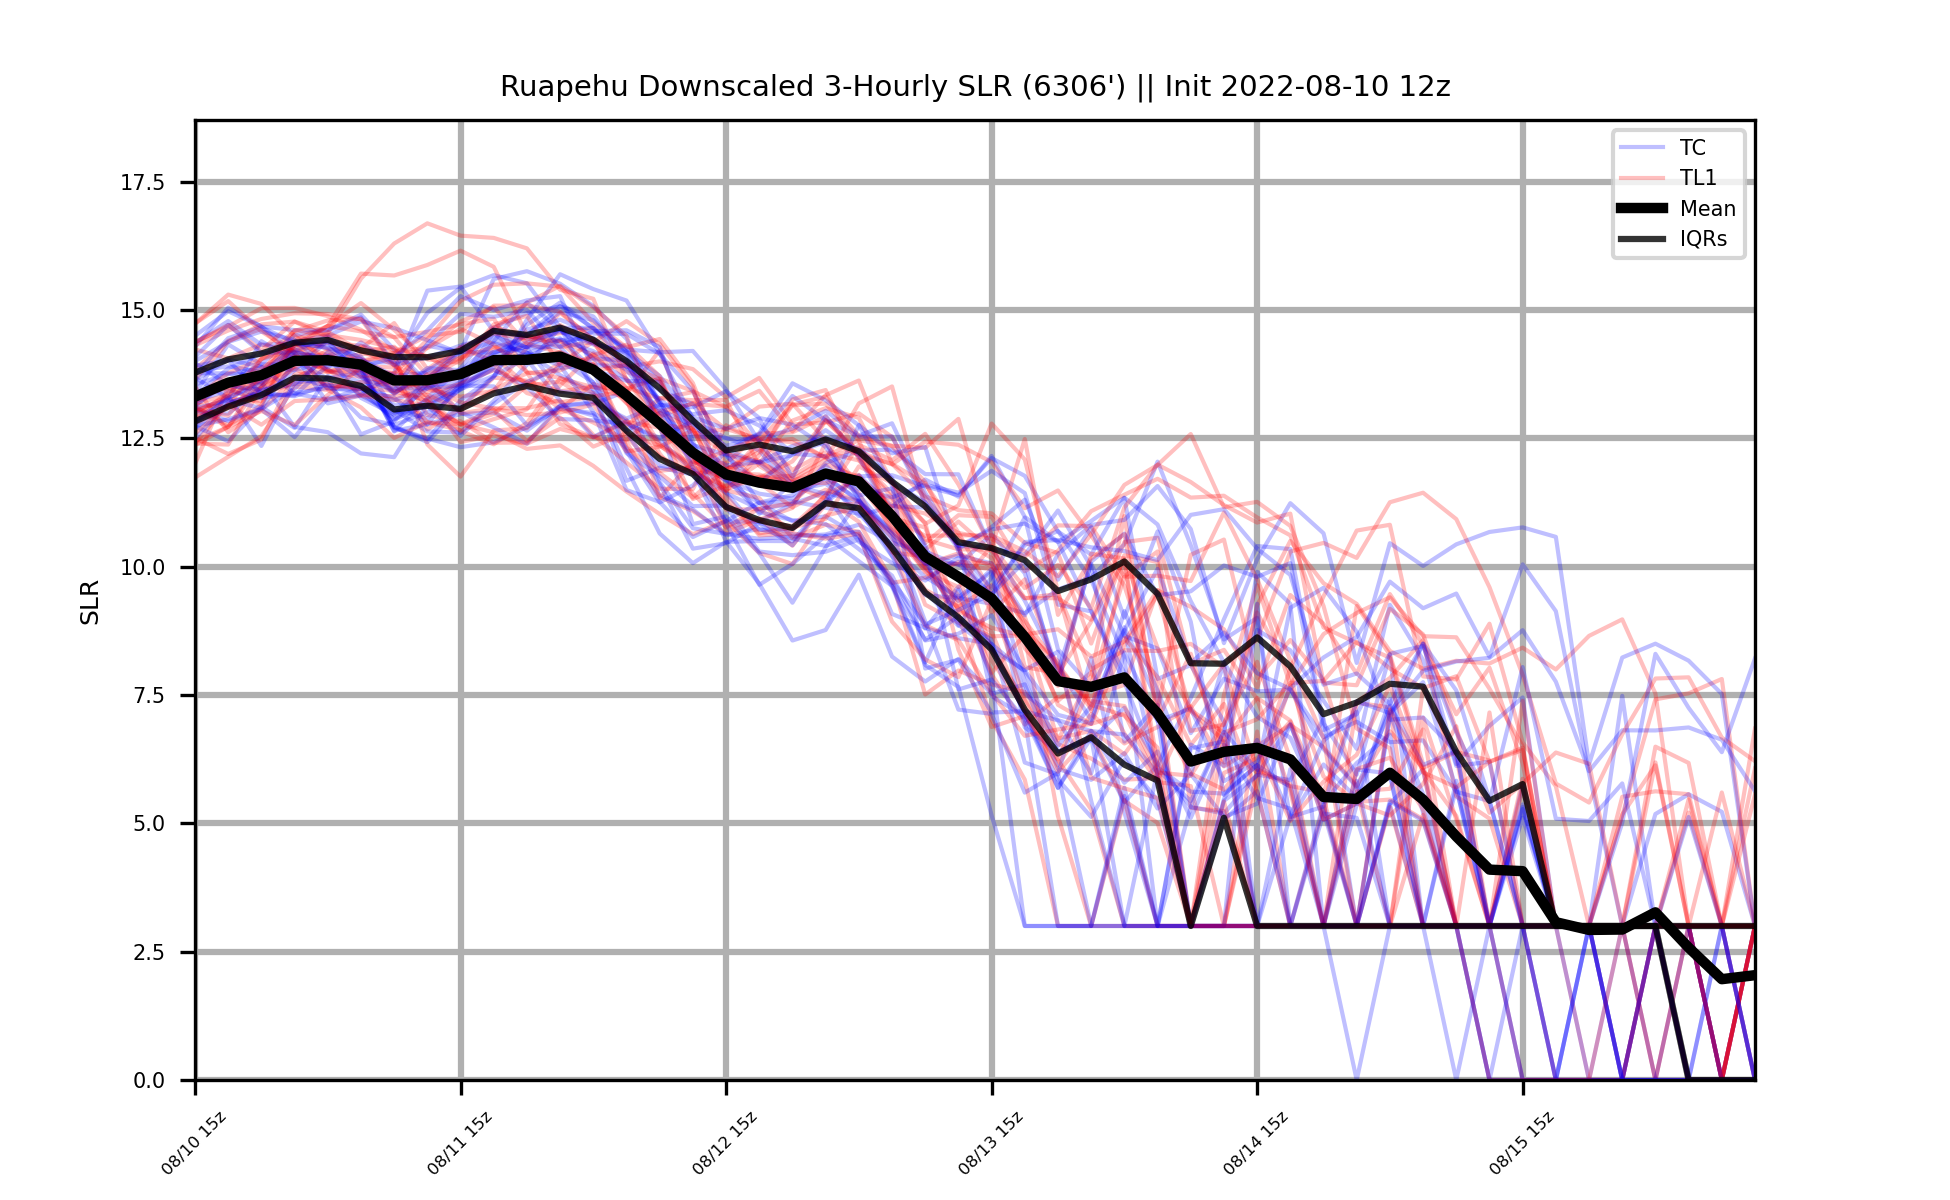 Ruapehu Downscaled 3-Hourly SLR (6306') || Init 2022-08-10 12z
TC
TL1
Mean
IQRs
SLR
17.5
15.0
12.5
10.0
7.5
5.0
2.5
0.0
08/10 15z
08/11 15z
08/12 15z
08/13 15z
08/14 15z
08/15 15z